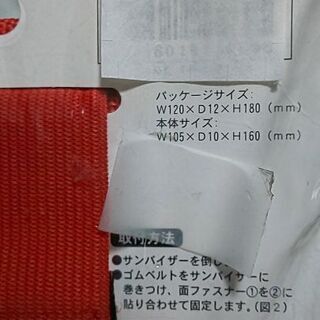 パッケージサイズ:
W120×D12×H180(mm)
本体サイズ:
W105×D10×H160(mm)
取付方法
●サンバイザーを倒し
●ゴムベルトをサンバイザーに
巻きつけ、面ファスナー①を②に
貼り合わせて固定します。(図2)